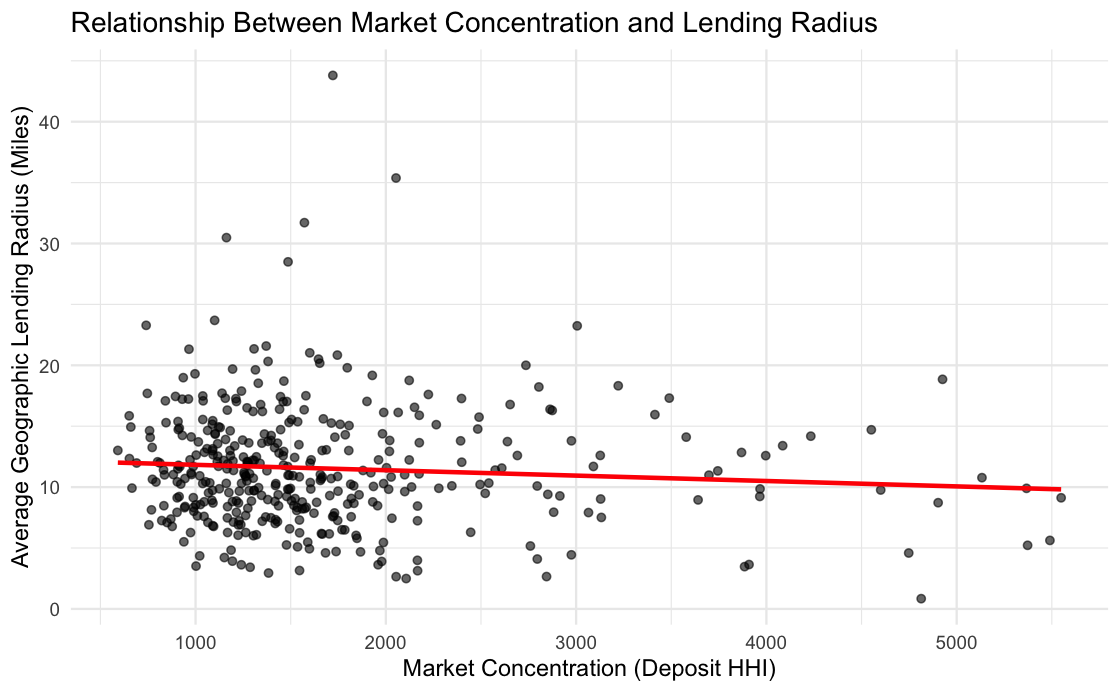 Relationship Between Market Concentration and Lending Radius
Average Geographic Lending Radius (Miles)
40
30
20
10
0
1000 2000 3000 4000 5000
Market Concentration (Deposit HHI)